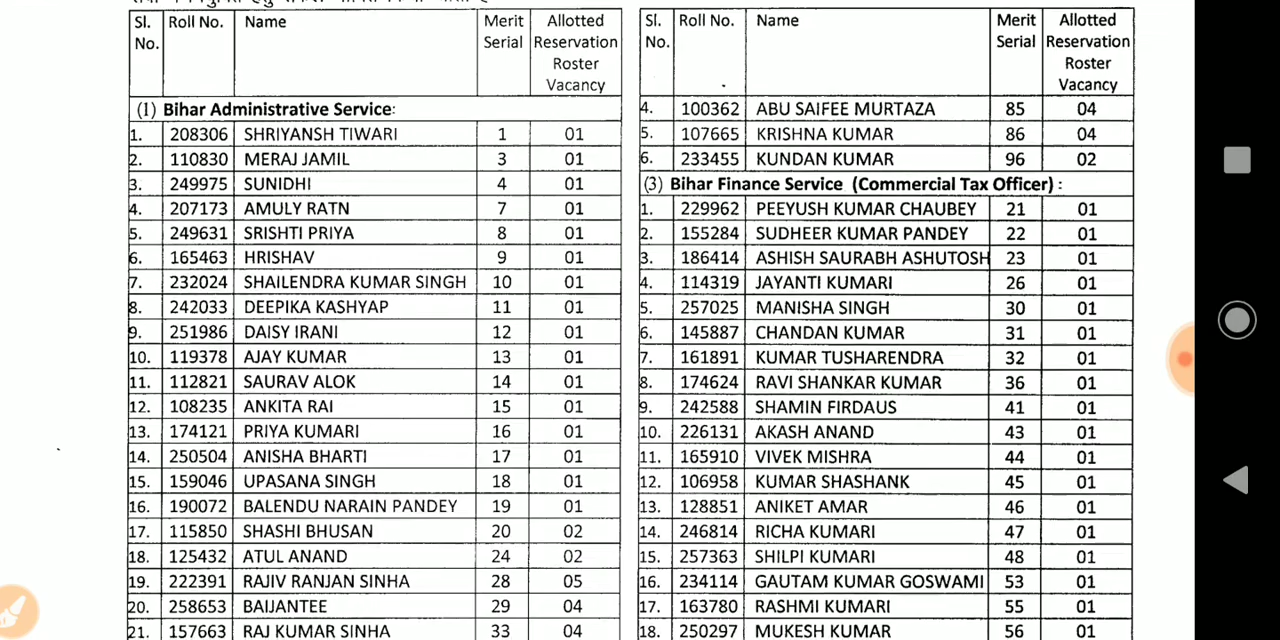 Sl. No. Roll No. Name Merit Serial Allotted Reservation Roster Vacancy
(I) Bihar Administrative Service:
1. 208306 SHRIYANSH TIWARI 1 01
2. 110830 MERAJ JAMIL 3 01
3. 249975 SUNIDHI 4 01
4. 207173 AMULY RATN 7 01
5. 249631 SRISHTI PRIYA 8 01
6. 165463 HRISHAV 9 01
7. 232024 SHAILENDRA KUMAR SINGH 10 01
8. 242033 DEEPIKA KASHYAP 11 01
9. 251986 DAISY IRANI 12 01
10. 119378 AJAY KUMAR 13 01
11. 112821 SAURAV ALOK 14 01
12. 108235 ANKITA RAI 15 01
13. 174121 PRIYA KUMARI 16 01
14. 250504 ANISHA BHARTI 17 01
15. 159046 UPASANA SINGH 18 01
16. 190072 BALENDU NARAIN PANDEY 19 01
17. 115850 SHASHI BHUSAN 20 02
18. 125432 ATUL ANAND 24 02
19. 222391 RAJIV RANJAN SINHA 28 05
20. 258653 BAIJANTEE 29 04
21. 157663 RAJ KUMAR SINHA 33 04
Sl. No. Roll No. Name Merit Serial Allotted Reservation Roster Vacancy
4. 100362 ABU SAIFEE MURTAZA 85 04
5. 107665 KRISHNA KUMAR 86 04
6. 233455 KUNDAN KUMAR 96 02
(3) Bihar Finance Service (Commercial Tax Officer) :
1. 229962 PEEYUSH KUMAR CHAUBEY 21 01
2. 155284 SUDHEER KUMAR PANDEY 22 01
3. 186414 ASHISH SAURABH ASHUTOSH 23 01
4. 114319 JAYANTI KUMARI 26 01
5. 257025 MANISHA SINGH 30 01
6. 145887 CHANDAN KUMAR 31 01
7. 161891 KUMAR TUSHARENDRA 32 01
8. 174624 RAVI SHANKAR KUMAR 36 01
9. 242588 SHAMIN FIRDAUS 41 01
10. 226131 AKASH ANAND 43 01
11. 165910 VIVEK MISHRA 44 01
12. 106958 KUMAR SHASHANK 45 01
13. 128851 ANIKET AMAR 46 01
14. 246814 RICHA KUMARI 47 01
15. 257363 SHILPI KUMARI 48 01
16. 234114 GAUTAM KUMAR GOSWAMI 53 01
17. 163780 RASHMI KUMARI 55 01
18. 250297 MUKESH KUMAR 56 01